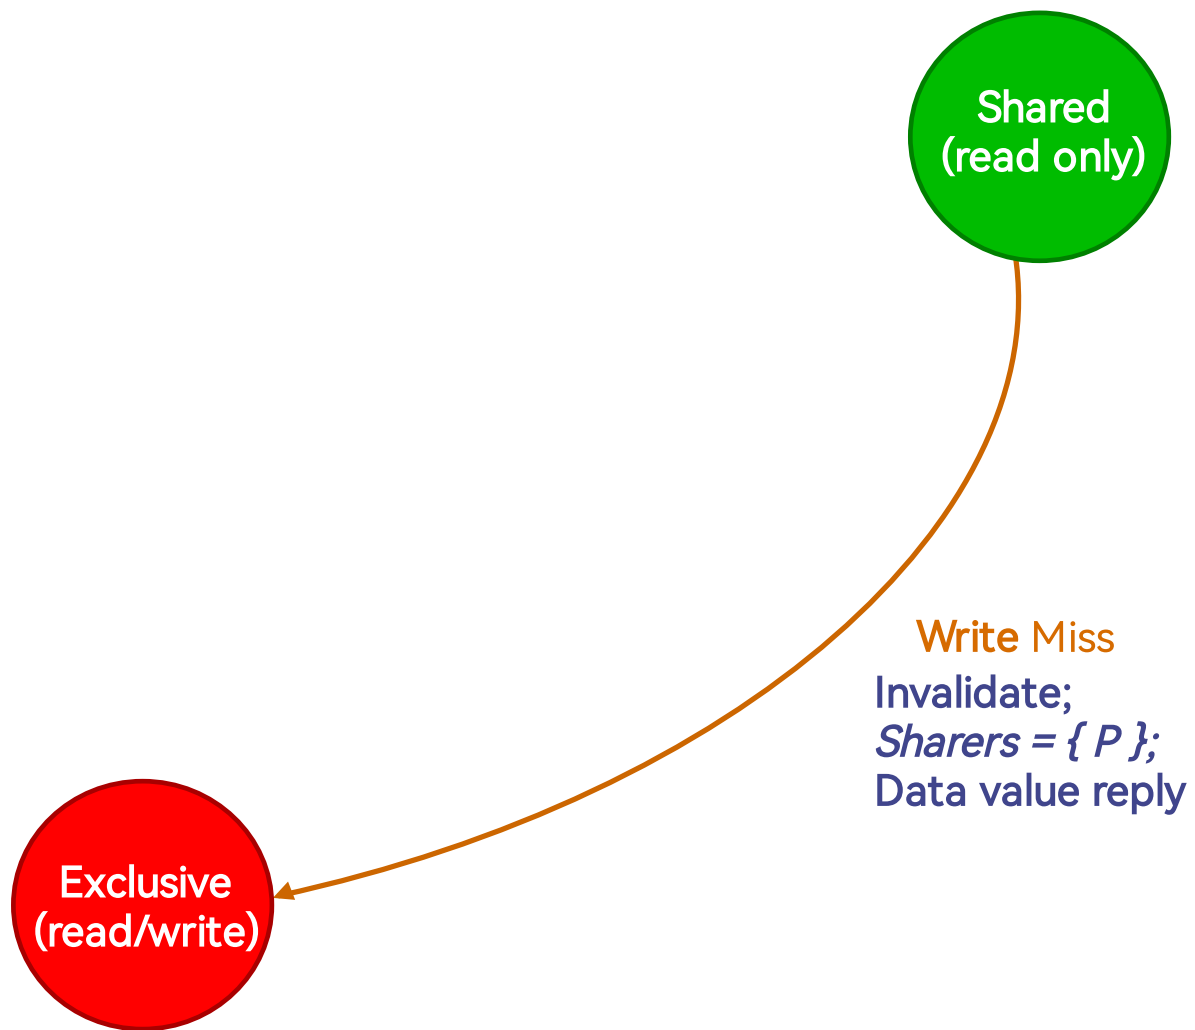 Shared
(read only)
Write Miss
Invalidate;
Sharers = { P };
Data value reply
Exclusive
(read/write)